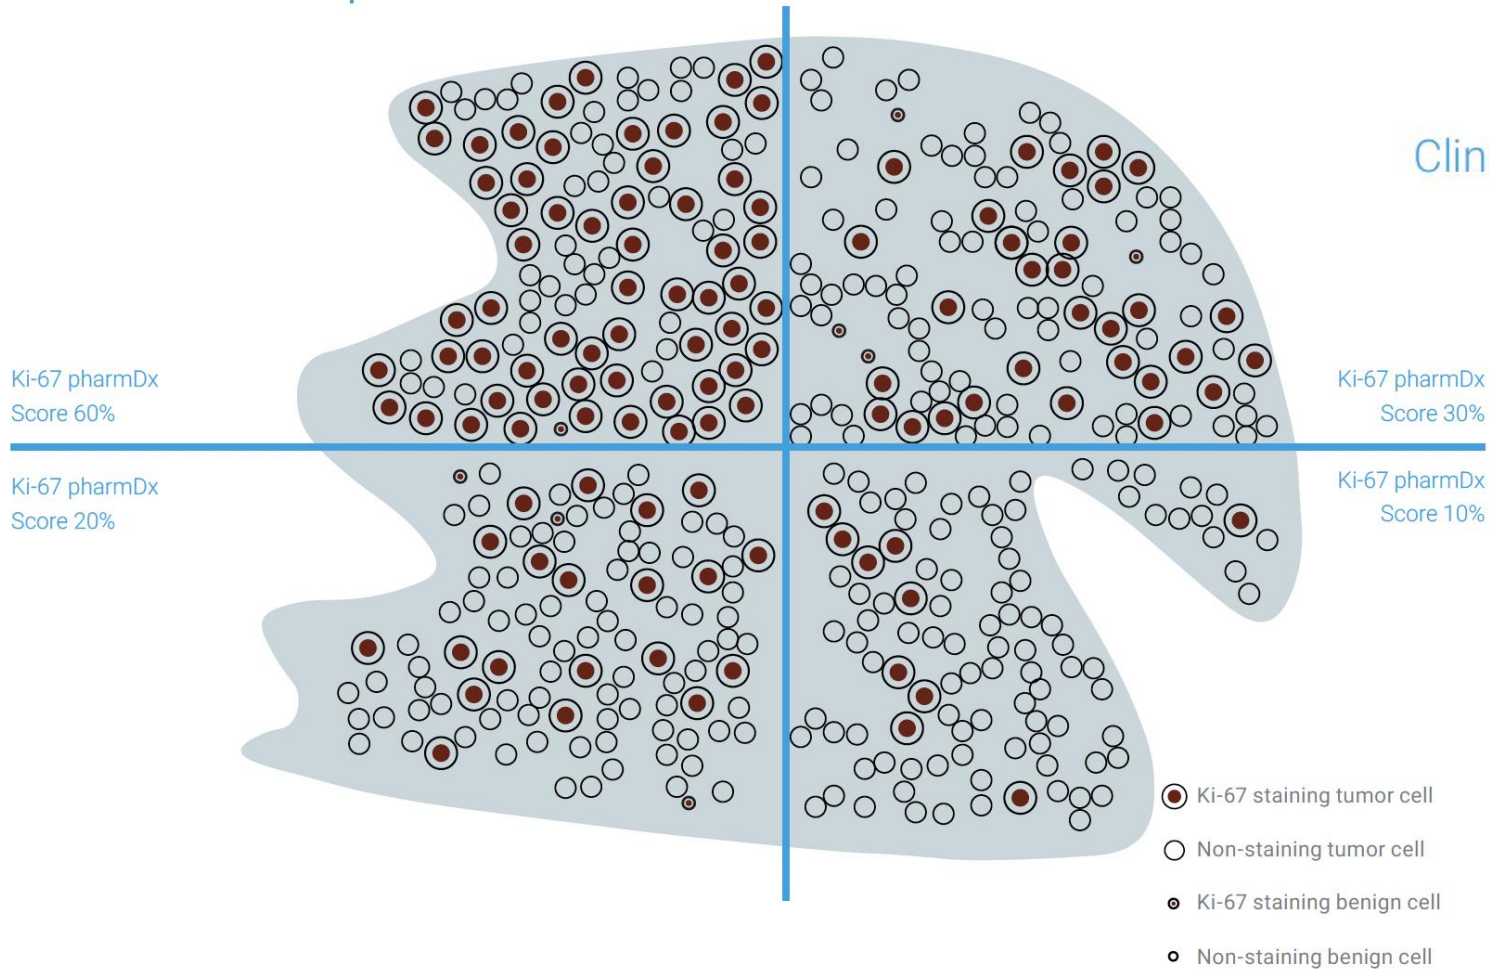 Clin
Ki-67 pharmDx
Score 60%
Ki-67 pharmDx
Score 30%
Ki-67 pharmDx
Score 20%
Ki-67 pharmDx
Score 10%
Ki-67 staining tumor cell
Non-staining tumor cell
Ki-67 staining benign cell
Non-staining benign cell